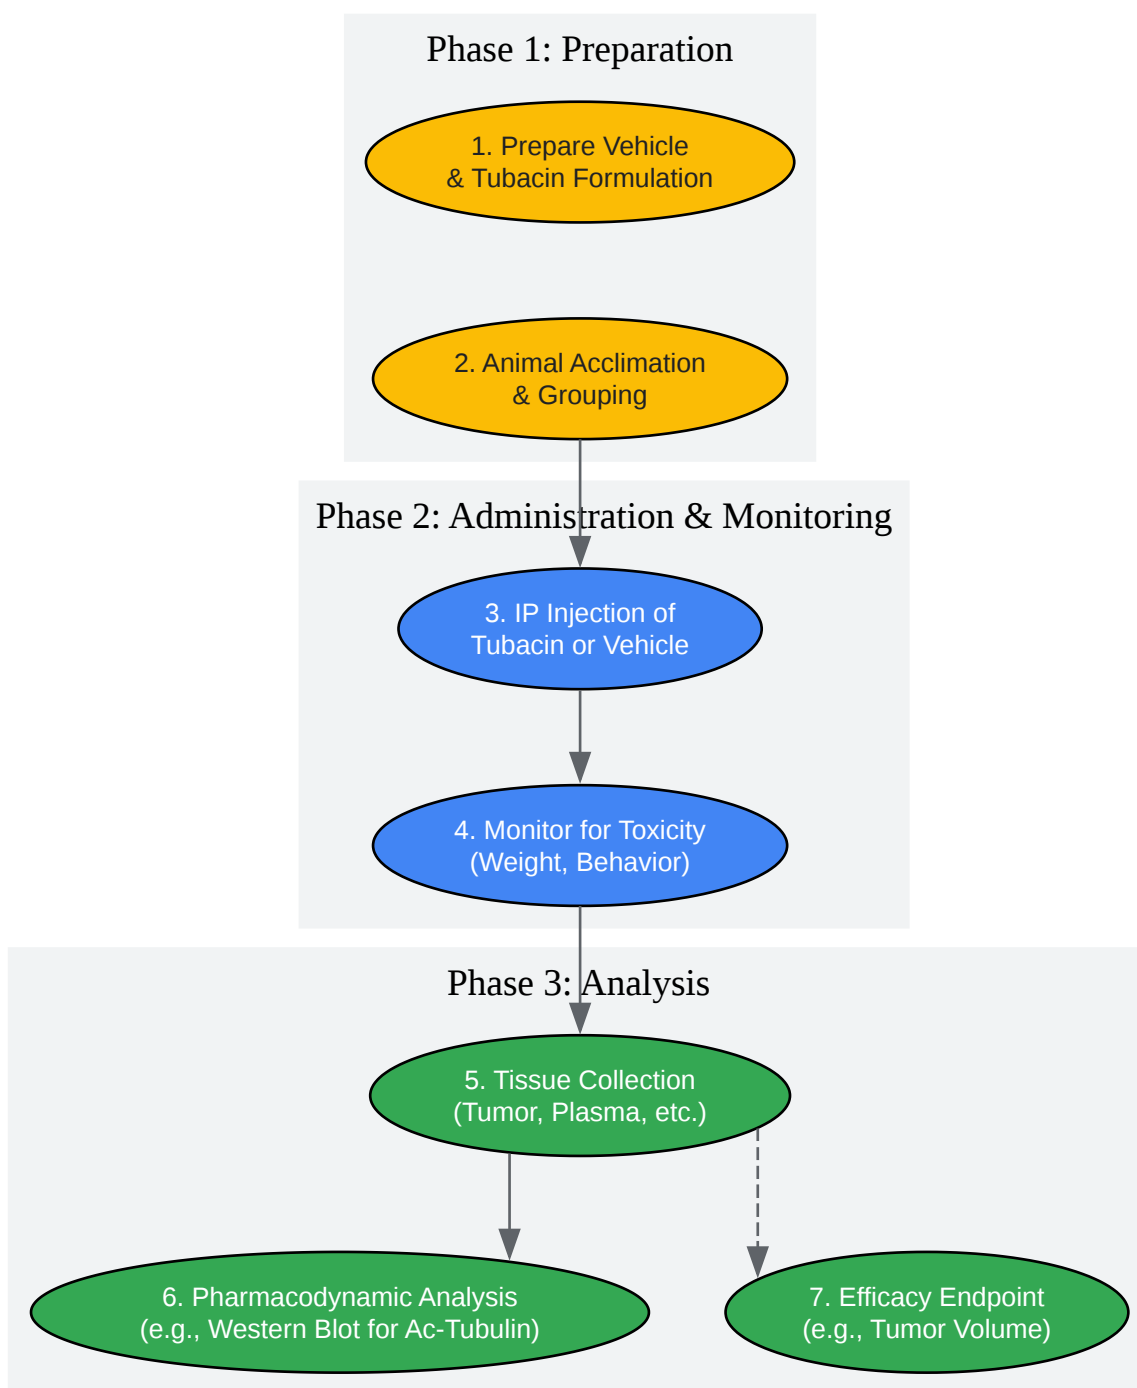 Phase 1: Preparation
1. Prepare Vehicle
& Tubacin Formulation
2. Animal Acclimation
& Grouping
Phase 2: Administration & Monitoring
3. IP Injection of
Tubacin or Vehicle
4. Monitor for Toxicity
(Weight, Behavior)
Phase 3: Analysis
5. Tissue Collection
(Tumor, Plasma, etc.)
6. Pharmacodynamic Analysis
(e.g., Western Blot for Ac-Tubulin)
7. Efficacy Endpoint
(e.g., Tumor Volume)